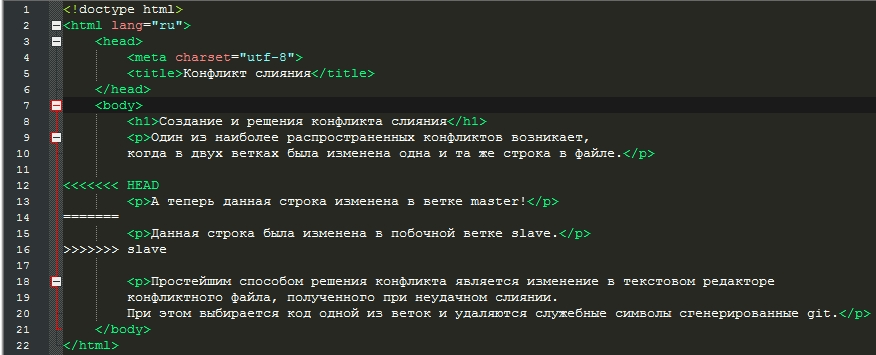 1 <!doctype html>
2 <html lang="ru">
3 <head>
4 <meta charset="utf-8">
5 <title>Конфликт слияния</title>
6 </head>
7 <body>
8 <h1>Создание и решения конфликта слияния</h1>
9 <p>Один из наиболее распространенных конфликтов возникает,
10 когда в двух ветках была изменена одна и та же строка в файле.</p>
11
12 <<<<<<< HEAD
13 <p>А теперь данная строка изменена в ветке master!</p>
14 =======
15 <p>Данная строка была изменена в побочной ветке slave.</p>
16 >>>>>>> slave
17
18 <p>Простейшим способом решения конфликта является изменение в текстовом редакторе
19 конфликтного файла, полученного при неудачном слиянии.
20 При этом выбирается код одной из веток и удаляются служебные символы сгенерированные git.</p>
21 </body>
22 </html>